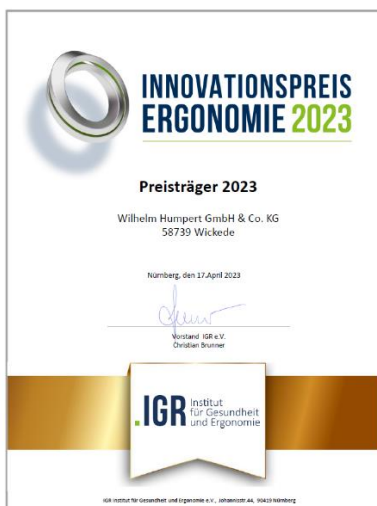 INNOVATIONSPREIS
ERGONOMIE 2023
Preisträger 2023
Wilhelm Humpert GmbH & Co. KG
58739 Wickede
Nürnberg, den 17.April 2023
Vorstand IGR e.V.
Christian Brunner
.IGR Institut
für Gesundheit
und Ergonomie
IGR Institut für Gesundheit und Ergonomie e.V., Johannisstr.44, 90419 Nürnberg